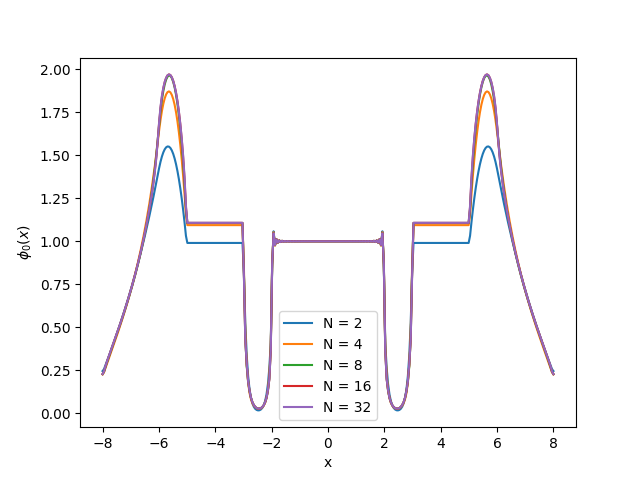 2.00
1.75
1.50
1.25
1.00
0.75
0.50
0.25
0.00
ϕ₀(x)
N = 2
N = 4
N = 8
N = 16
N = 32
−8 −6 −4 −2 0 2 4 6 8
x